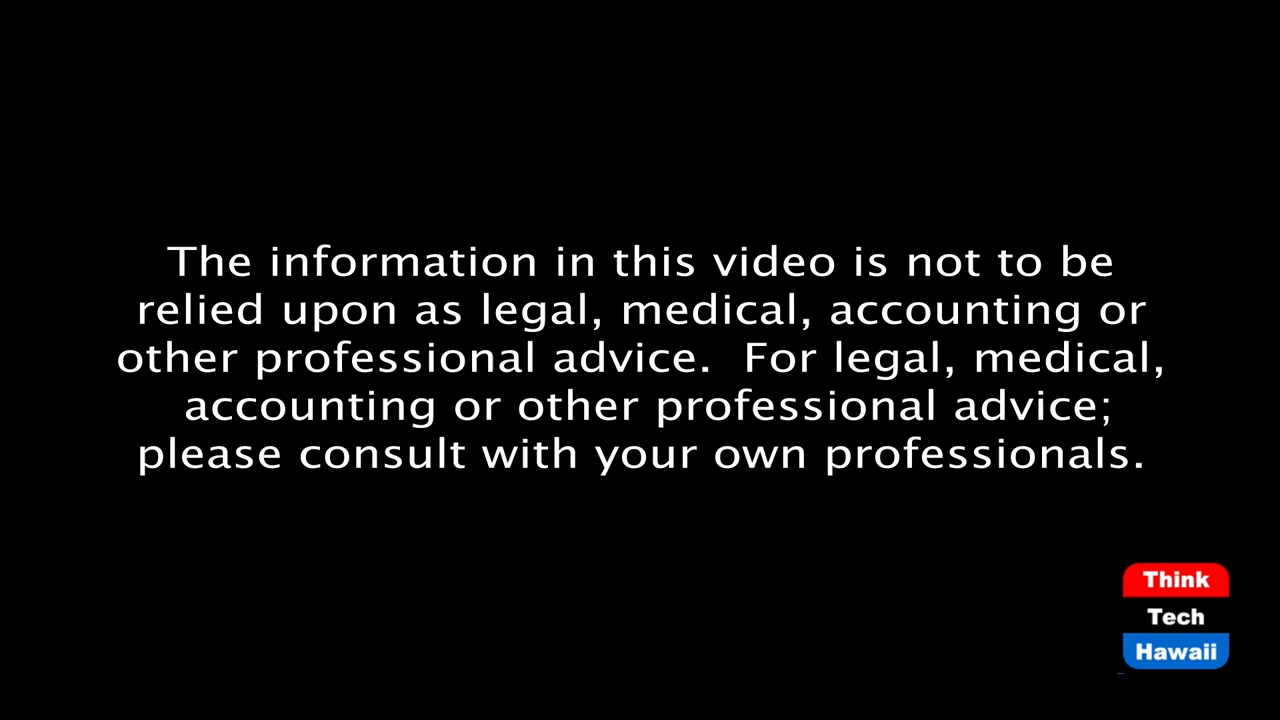 The information in this video is not to be
relied upon as legal, medical, accounting or
other professional advice.  For legal, medical,
accounting or other professional advice;
please consult with your own professionals.
Think
Tech
Hawaii